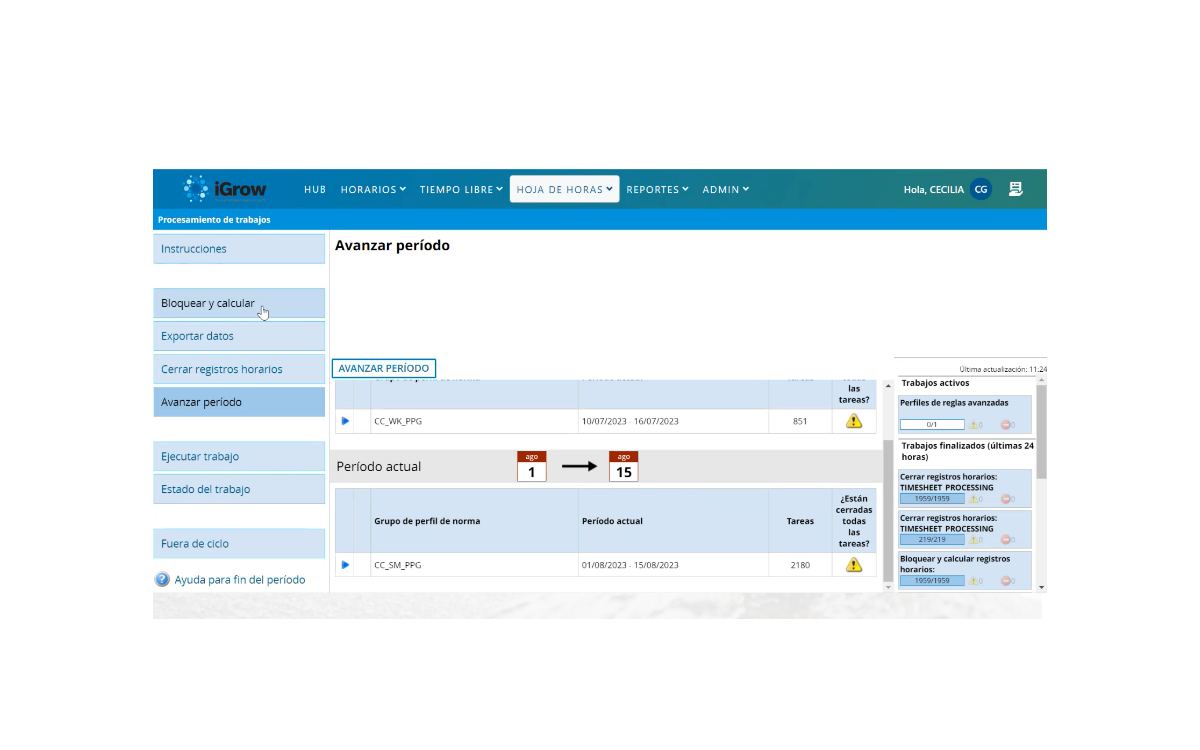 iGrow
HUB HORARIOS TIEMPO LIBRE HOJA DE HORAS REPORTES ADMIN
Hola, CECILIA CG
Procesamiento de trabajos
Instrucciones
Bloquear y calcular
Exportar datos
Cerrar registros horarios
Avanzar período
Ejecutar trabajo
Estado del trabajo
Fuera de ciclo
? Ayuda para fin del período
Avanzar período
AVANZAR PERÍODO
las
tareas?
CC_WK_PPG 10/07/2023 - 16/07/2023 851
Período actual ago 1 ago 15
Grupo de perfil de norma Período actual Tareas ¿Están
cerradas
todas
las
tareas?
CC_SM_PPG 01/08/2023 - 15/08/2023 2180
Última actualización: 11:24
Trabajos activos
Perfiles de reglas avanzadas
0/1 0 0
Trabajos finalizados (últimas 24
horas)
Cerrar registros horarios:
TIMESHEET PROCESSING
1959/1959 0 0
Cerrar registros horarios:
TIMESHEET PROCESSING
219/219 0 0
Bloquear y calcular registros
horarios:
1959/1959 0 0